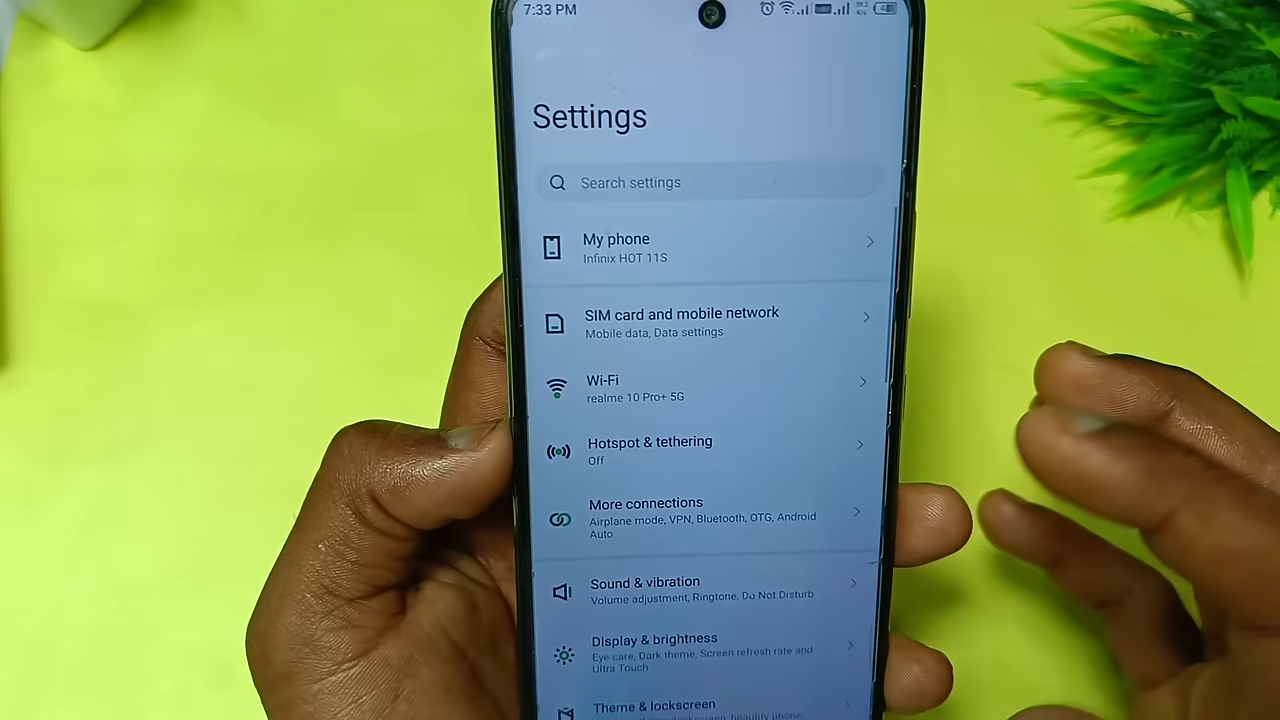 7:33 PM
Settings
Search settings
My phone
Infinix HOT 11S
SIM card and mobile network
Mobile data, Data settings
Wi-Fi
realme 10 Pro+ 5G
Hotspot & tethering
Off
More connections
Airplane mode, VPN, Bluetooth, OTG, Android
Auto
Sound & vibration
Volume adjustment, Ringtone, Do Not Disturb
Display & brightness
Eye care, Dark theme, Screen refresh rate and
Ultra Touch
Theme & lockscreen
beautify phone